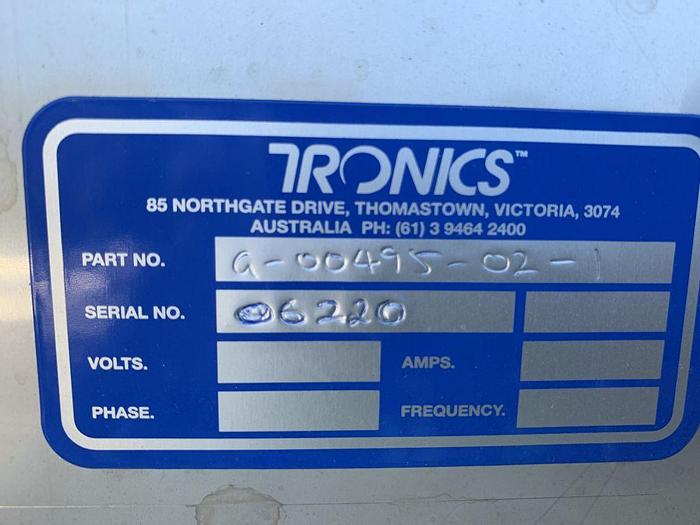 TRONICS™
85 NORTHGATE DRIVE, THOMASTOWN, VICTORIA, 3074
AUSTRALIA PH: (61) 3 9464 2400
PART NO. G-00495-02-1
SERIAL NO. 06220
VOLTS. AMPS.
PHASE. FREQUENCY.